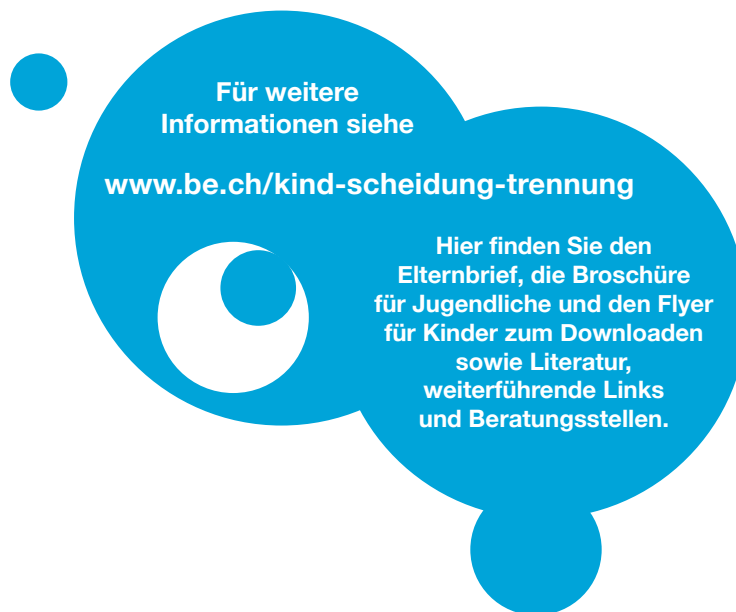 Für weitere
Informationen siehe
www.be.ch/kind-scheidung-trennung
Hier finden Sie den
Elternbrief, die Broschüre
für Jugendliche und den Flyer
für Kinder zum Downloaden
sowie Literatur,
weiterführende Links
und Beratungsstellen.